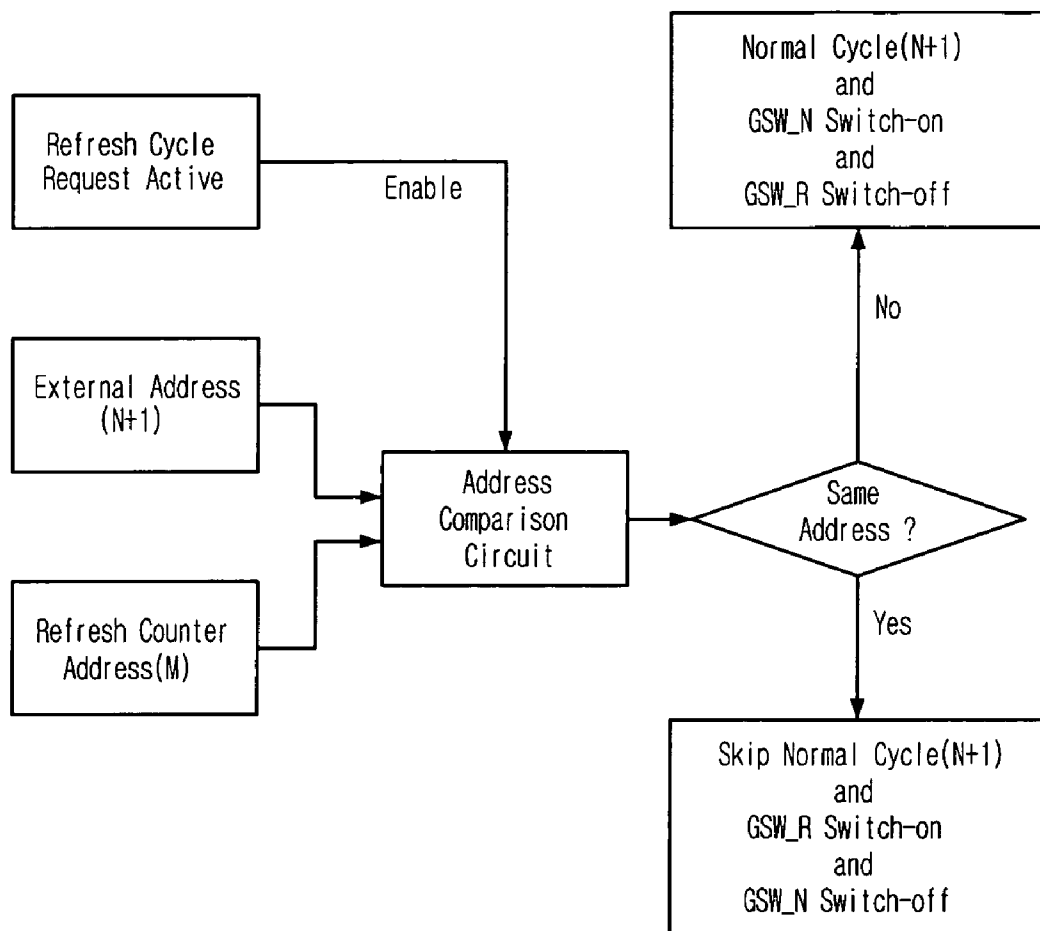 Refresh Cycle
Request Active
Enable
External Address
(N+1)
Refresh Counter
Address(M)
Address
Comparison
Circuit
Same
Address ?
No
Normal Cycle(N+1)
and
GSW_N Switch-on
and
GSW_R Switch-off
Yes
Skip Normal Cycle(N+1)
and
GSW_R Switch-on
and
GSW_N Switch-off